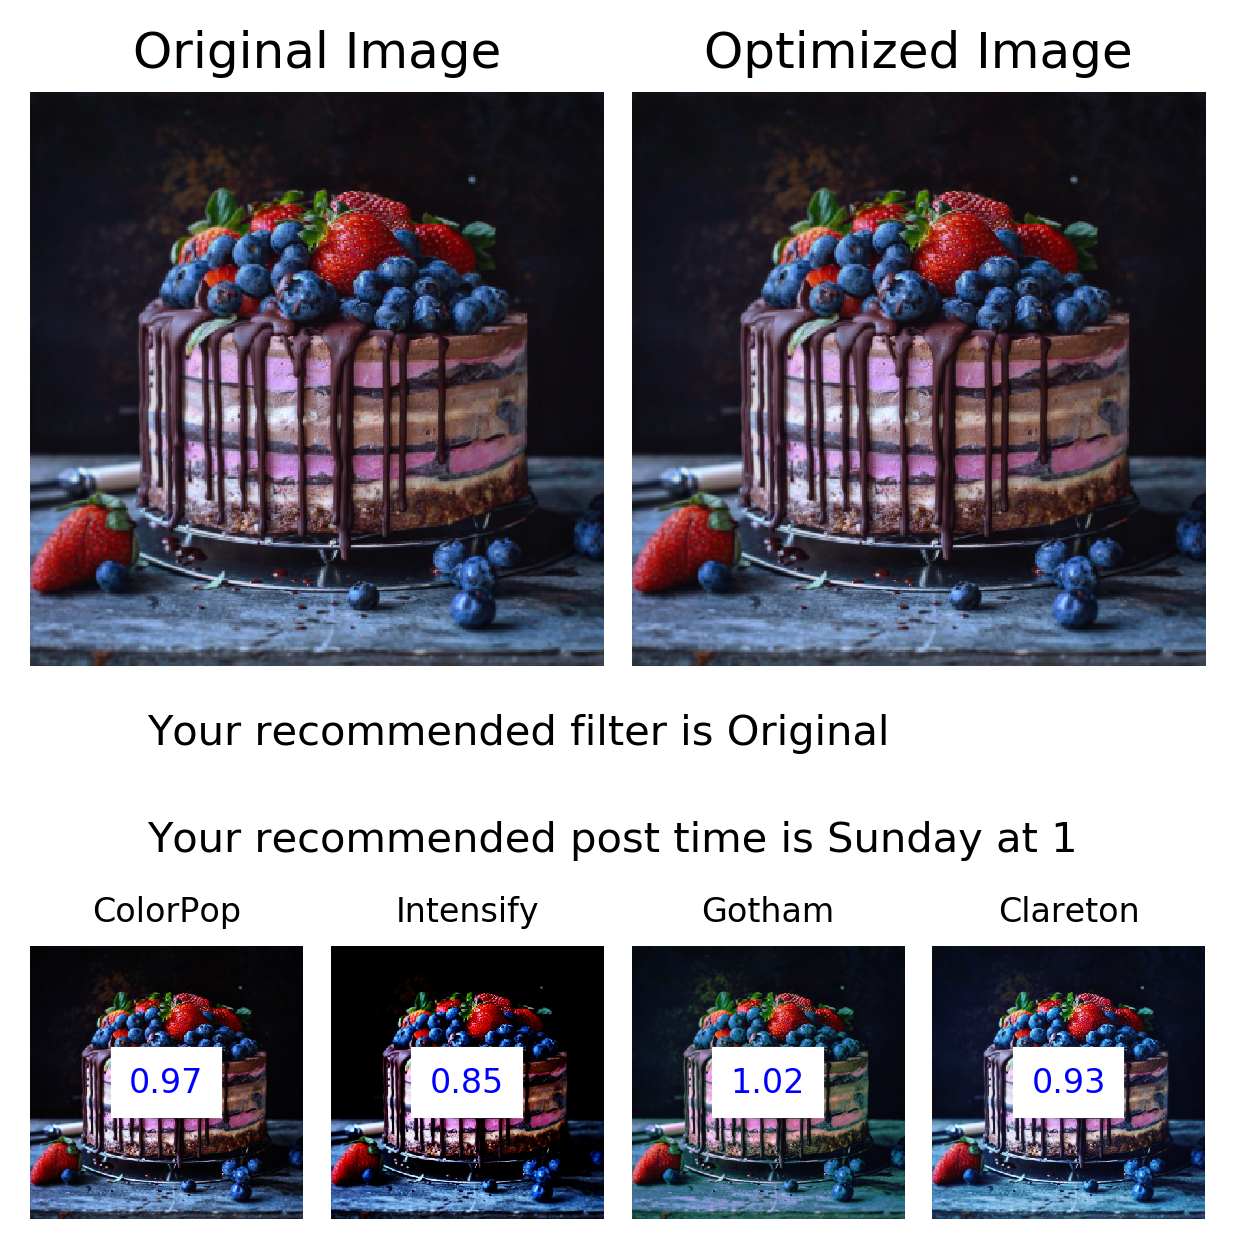 Original Image
Optimized Image
Your recommended filter is Original
Your recommended post time is Sunday at 1
ColorPop
Intensify
Gotham
Clareton
0.97
0.85
1.02
0.93